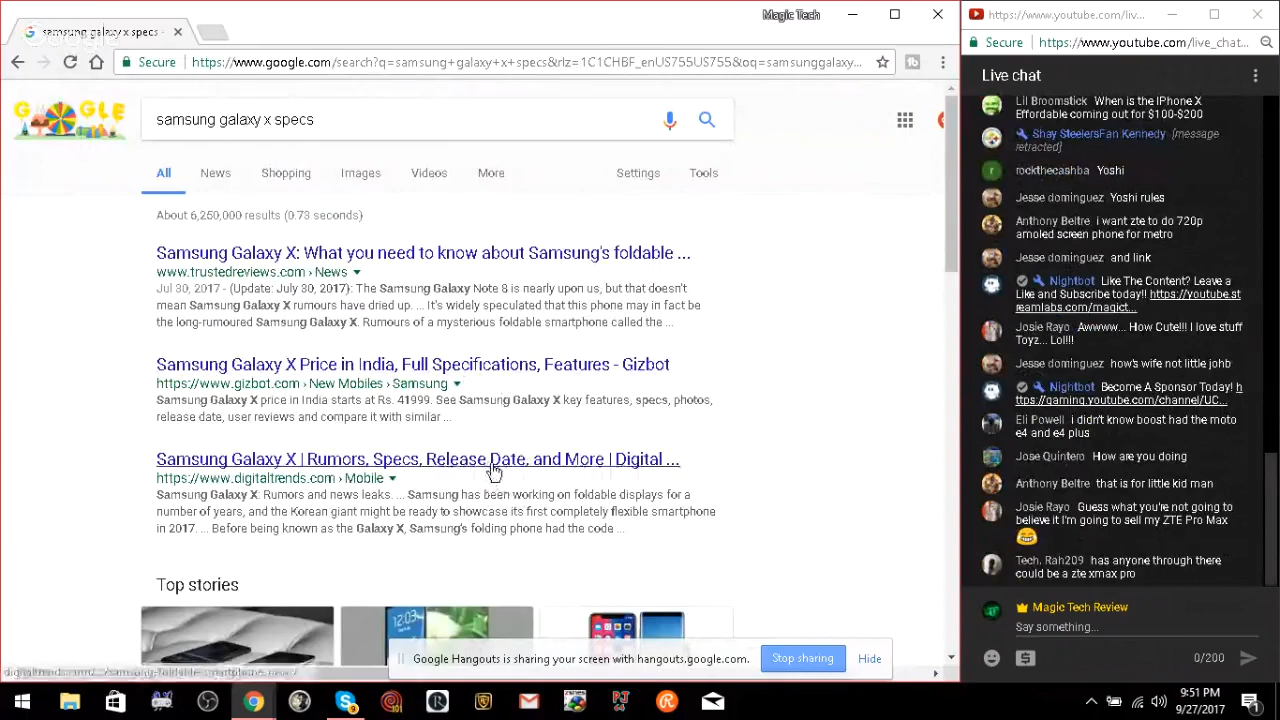 samsung galaxy x specs -
Magic Tech
Secure https://www.google.com/search?q=samsung+galaxy+x+specs&rlz=1C1CHBF_enUS755US755&oq=samsunggalaxy...
GOOGLE
samsung galaxy x specs
All News Shopping Images Videos More Settings Tools
About 6,250,000 results (0.73 seconds)
Samsung Galaxy X: What you need to know about Samsung's foldable ...
www.trustedreviews.com › News
Jul 30, 2017 - (Update: July 30, 2017): The Samsung Galaxy Note 8 is nearly upon us, but that doesn't
mean Samsung Galaxy X rumours have dried up. ... It's widely speculated that this phone may in fact be
the long-rumoured Samsung Galaxy X. Rumours of a mysterious foldable smartphone called the ...
Samsung Galaxy X Price in India, Full Specifications, Features - Gizbot
https://www.gizbot.com › New Mobiles › Samsung
Samsung Galaxy X price in India starts at Rs. 41999. See Samsung Galaxy X key features, specs, photos,
release date, user reviews and compare it with similar ...
Samsung Galaxy X | Rumors, Specs, Release Date, and More | Digital ...
https://www.digitaltrends.com › Mobile
Samsung Galaxy X: Rumors and news leaks. ... Samsung has been working on foldable displays for a
number of years, and the Korean giant might be ready to showcase its first completely flexible smartphone
in 2017. ... Before being known as the Galaxy X, Samsung's folding phone had the code ...
Top stories
Google Hangouts is sharing your screen with hangouts.google.com. Stop sharing Hide
https://www.youtube.com/liv...
Secure https://www.youtube.com/live_chat...
Live chat
Lil Broomstick When is the IPhone X
Effordable coming out for $100-$200
Shay SteelersFan Kennedy [message
retracted]
rockthecashba Yoshi
Jesse dominguez Yoshi rules
Anthony Beltre i want zte to do 720p
amoled screen phone for metro
Jesse dominguez and link
Nightbot Like The Content? Leave a
Like and Subscribe today!! https://youtube.st
reamlabs.com/magict...
Josie Rayo Awwww... How Cute!!! I love stuff
Toyz... Lol!!!
Jesse dominguez how's wife not little johb
Nightbot Become A Sponsor Today! h
ttps://gaming.youtube.com/channel/UC...
Eli Powell i didn't know boost had the moto
e4 and e4 plus
Jose Quintero How are you doing
Anthony Beltre that is for little kid man
Josie Rayo Guess what you're not going to
believe it I'm going to sell my ZTE Pro Max
Tech. Rah209 has anyone through there
could be a zte xmax pro
Magic Tech Review
Say something...
0/200
9:51 PM
9/27/2017